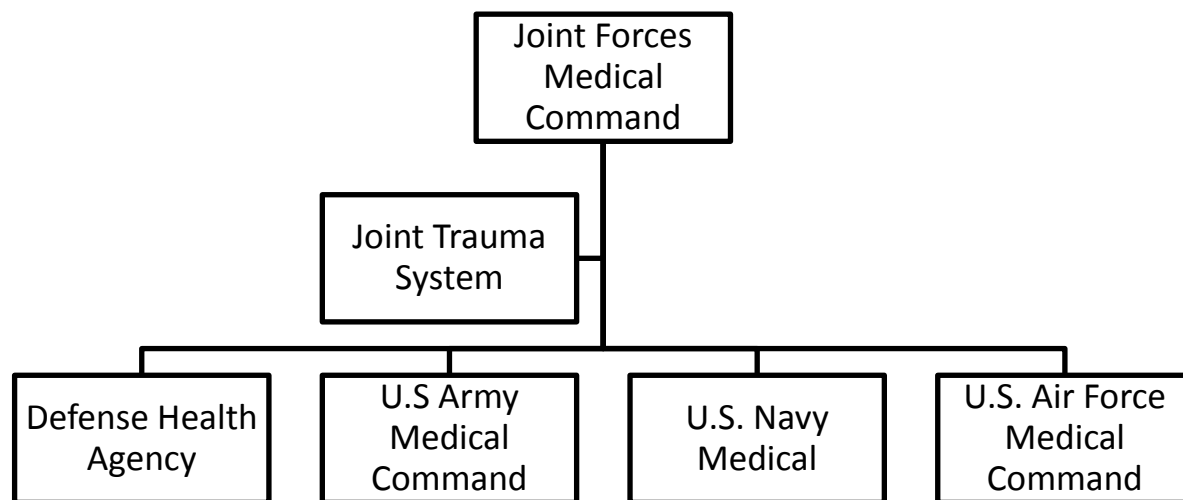 Joint Forces
Medical
Command
Joint Trauma
System
Defense Health
Agency
U.S Army
Medical
Command
U.S. Navy
Medical
U.S. Air Force
Medical
Command